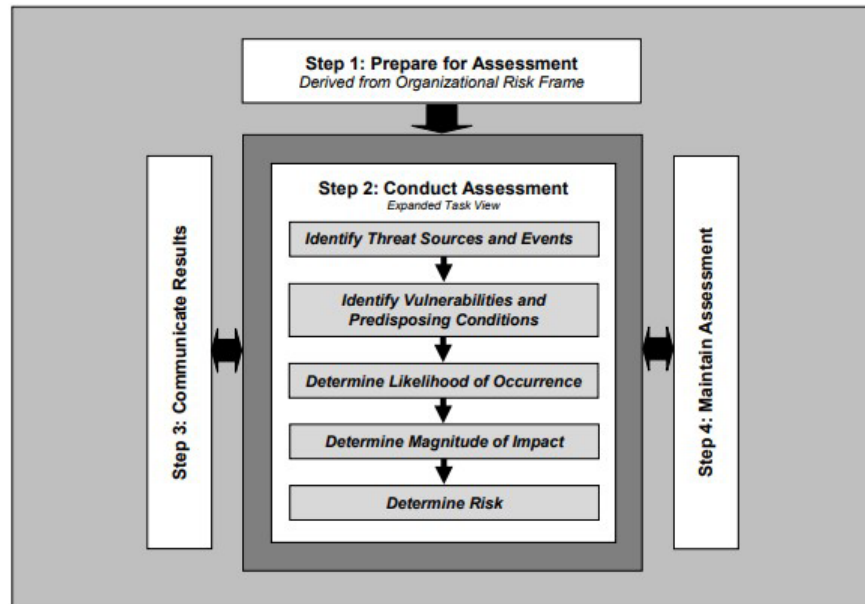 Step 1: Prepare for Assessment
Derived from Organizational Risk Frame
Step 2: Conduct Assessment
Expanded Task View
Identify Threat Sources and Events
Identify Vulnerabilities and
Predisposing Conditions
Determine Likelihood of Occurrence
Determine Magnitude of Impact
Determine Risk
Step 3: Communicate Results
Step 4: Maintain Assessment